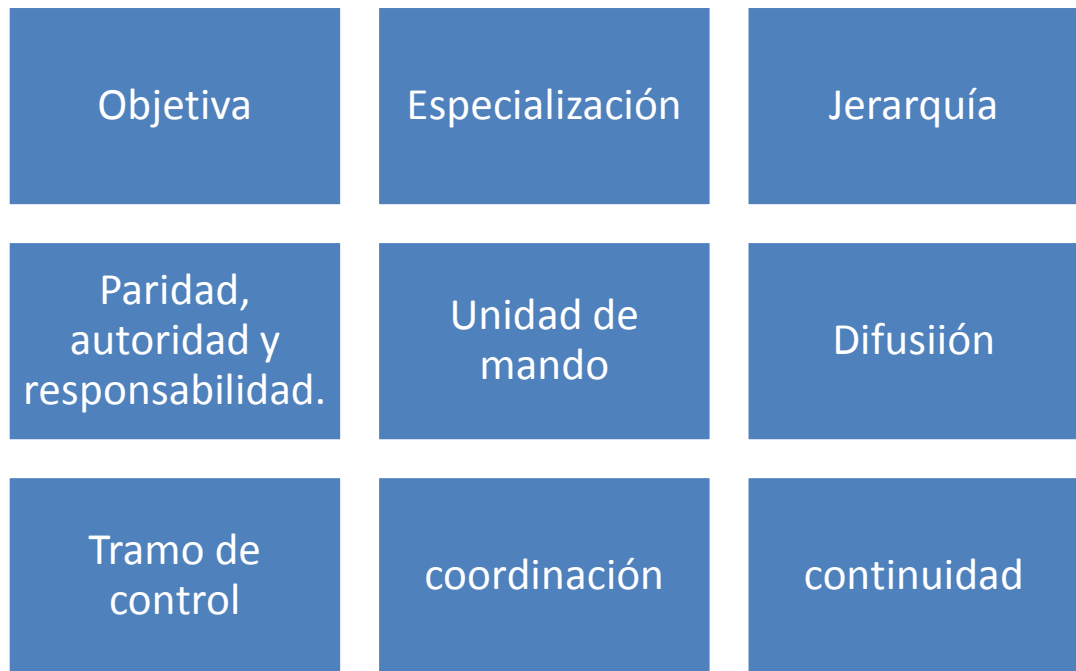 Objetiva
Especialización
Jerarquía
Paridad,
autoridad y
responsabilidad.
Unidad de
mando
Difusiión
Tramo de
control
coordinación
continuidad